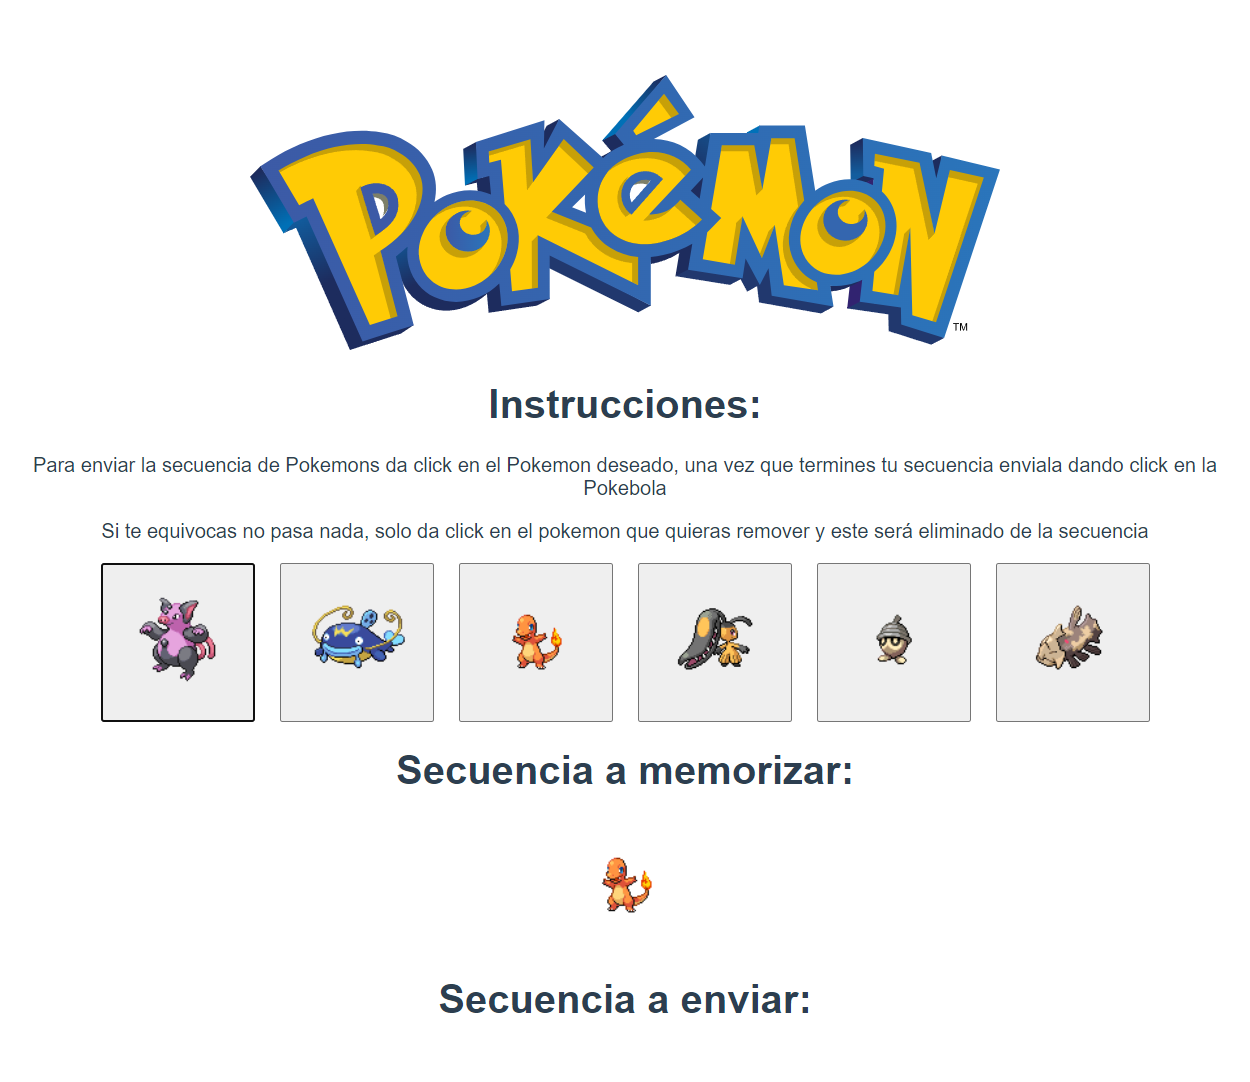 POKéMON
TM
Instrucciones:
Para enviar la secuencia de Pokemons da click en el Pokemon deseado, una vez que termines tu secuencia enviala dando click en la
Pokebola
Si te equivocas no pasa nada, solo da click en el pokemon que quieras remover y este será eliminado de la secuencia
Secuencia a memorizar:
Secuencia a enviar: